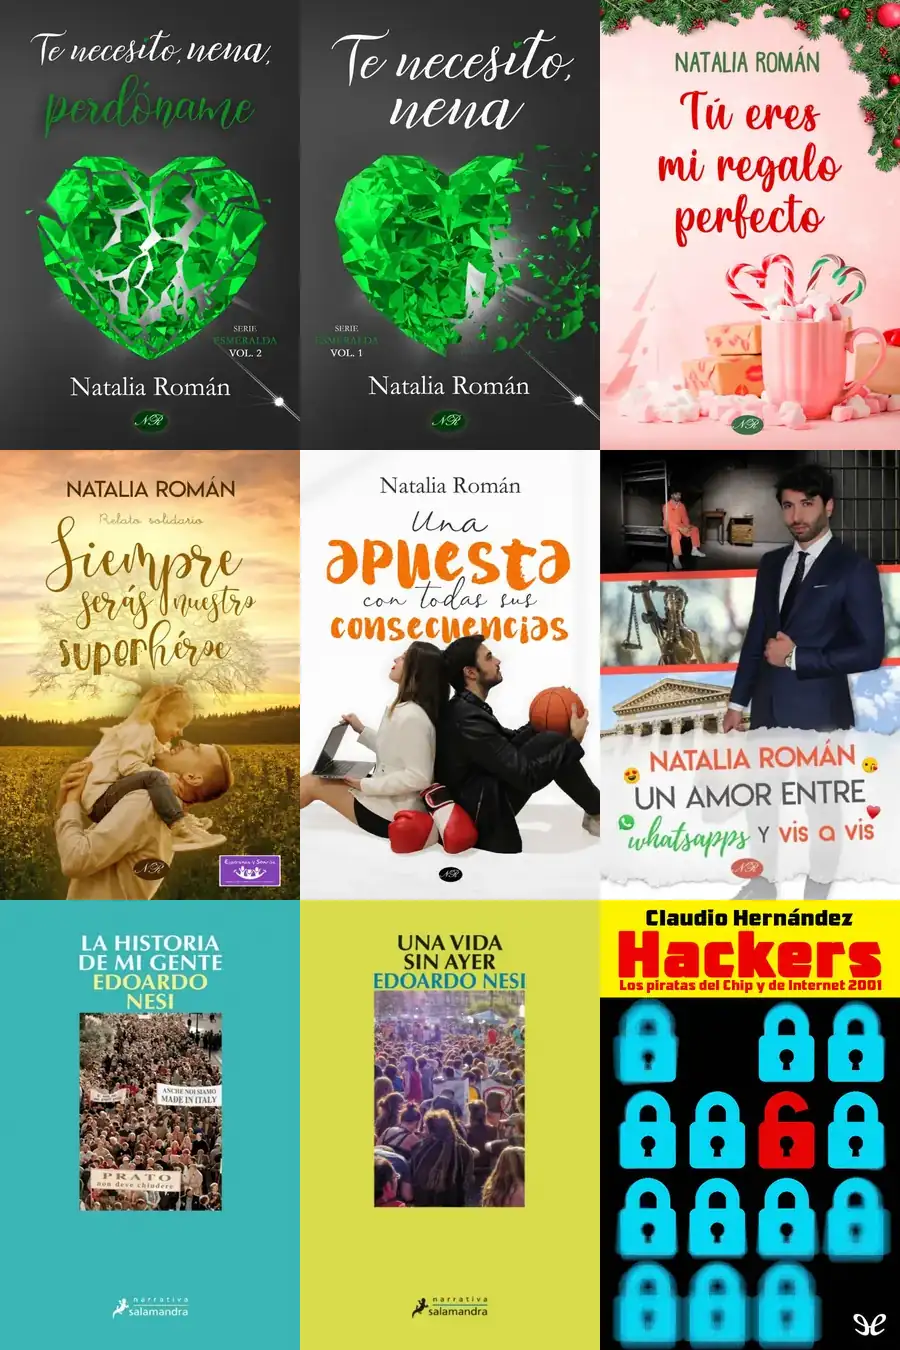 Te necesito, nena,
perdóname
SERIE
ESMERALDA
VOL. 2
Natalia Román
NR
Te necesito,
nena
SERIE
ESMERALDA
VOL. 1
Natalia Román
NR
NATALIA ROMÁN
Tú eres
mi regalo
perfecto
NR
NATALIA ROMÁN
Relato solidario
Siempre
serás nuestro
superhéroe
NR
Esperanza y Sonrisa
Natalia Román
Una
apuesta
con todas sus
consecuencias
NR
NATALIA ROMÁN
UN AMOR ENTRE
whatsapps Y vis a vis
NR
LA HISTORIA
DE MI GENTE
EDOARDO
NESI
ANCHE NOI SIAMO
MADE IN ITALY
PRATO
non deve chiudere
narrativa
salamandra
UNA VIDA
SIN AYER
EDOARDO NESI
narrativa
salamandra
Claudio Hernández
Hackers
Los piratas del Chip y de Internet 2001